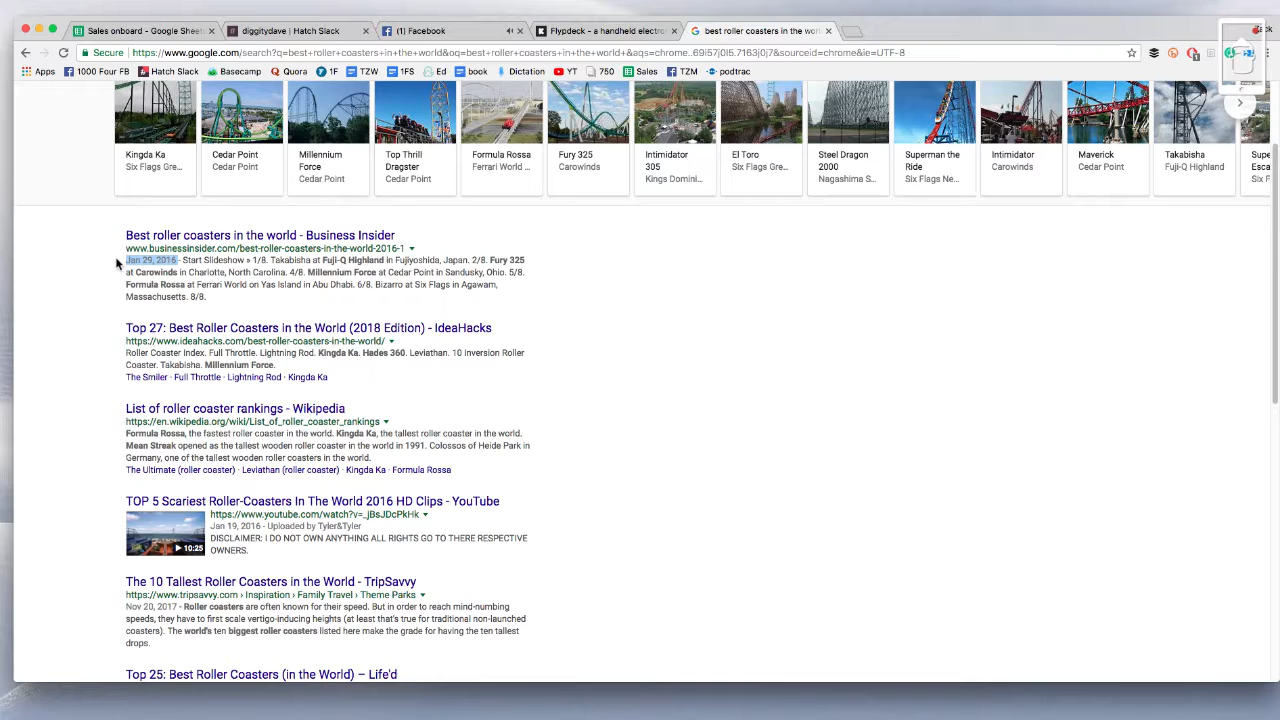 Sales onboard - Google Sheet
diggitydave | Hatch Slack
(1) Facebook
Flypdeck - a handheld electro
best roller coasters in the wor
Secure
https://www.google.com/search?q=best+roller+coasters+in+the+world&oq=best+roller+coasters+in+the+world+&aqs=chrome..69i57j0l5.7163j0j7&sourceid=chrome&ie=UTF-8
Apps 1000 Four FB Hatch Slack Basecamp Quora 1F TZW 1FS Ed book Dictation YT 750 Sales TZM podtrac
Kingda Ka
Six Flags Gre...
Cedar Point
Millennium
Force
Cedar Point
Top Thrill
Dragster
Cedar Point
Formula Rossa
Ferrari World ...
Fury 325
Carowinds
Intimidator
305
Kings Domini...
El Toro
Six Flags Gre...
Steel Dragon
2000
Nagashima S...
Superman the
Ride
Six Flags Ne...
Intimidator
Carowinds
Maverick
Cedar Point
Takabisha
Fuji-Q Highland
Supe
Esca
Six F
Best roller coasters in the world - Business Insider
www.businessinsider.com/best-roller-coasters-in-the-world-2016-1
Jan 29, 2016 - Start Slideshow » 1/8. Takabisha at Fuji-Q Highland in Fujiyoshida, Japan. 2/8. Fury 325
at Carowinds in Charlotte, North Carolina. 4/8. Millennium Force at Cedar Point in Sandusky, Ohio. 5/8.
Formula Rossa at Ferrari World on Yas Island in Abu Dhabi. 6/8. Bizarro at Six Flags in Agawam,
Massachusetts. 8/8.
Top 27: Best Roller Coasters in the World (2018 Edition) - IdeaHacks
https://www.ideahacks.com/best-roller-coasters-in-the-world/
Roller Coaster Index. Full Throttle. Lightning Rod. Kingda Ka. Hades 360. Leviathan. 10 Inversion Roller
Coaster. Takabisha. Millennium Force.
The Smiler · Full Throttle · Lightning Rod · Kingda Ka
List of roller coaster rankings - Wikipedia
https://en.wikipedia.org/wiki/List_of_roller_coaster_rankings
Formula Rossa, the fastest roller coaster in the world. Kingda Ka, the tallest roller coaster in the world.
Mean Streak opened as the tallest wooden roller coaster in the world in 1991. Colossos of Heide Park in
Germany, one of the tallest wooden roller coasters in the world.
The Ultimate (roller coaster) · Leviathan (roller coaster) · Kingda Ka · Formula Rossa
TOP 5 Scariest Roller-Coasters In The World 2016 HD Clips - YouTube
https://www.youtube.com/watch?v=_jBsJDcPkHk
Jan 19, 2016 - Uploaded by Tyler&Tyler
DISCLAIMER: I DO NOT OWN ANYTHING ALL RIGHTS GO TO THERE RESPECTIVE
OWNERS.
10:25
The 10 Tallest Roller Coasters in the World - TripSavvy
https://www.tripsavvy.com › Inspiration › Family Travel › Theme Parks
Nov 20, 2017 - Roller coasters are often known for their speed. But in order to reach mind-numbing
speeds, they have to first scale vertigo-inducing heights (at least that's true for traditional non-launched
coasters). The world's ten biggest roller coasters listed here make the grade for having the ten tallest
drops.
Top 25: Best Roller Coasters (in the World) – Life'd